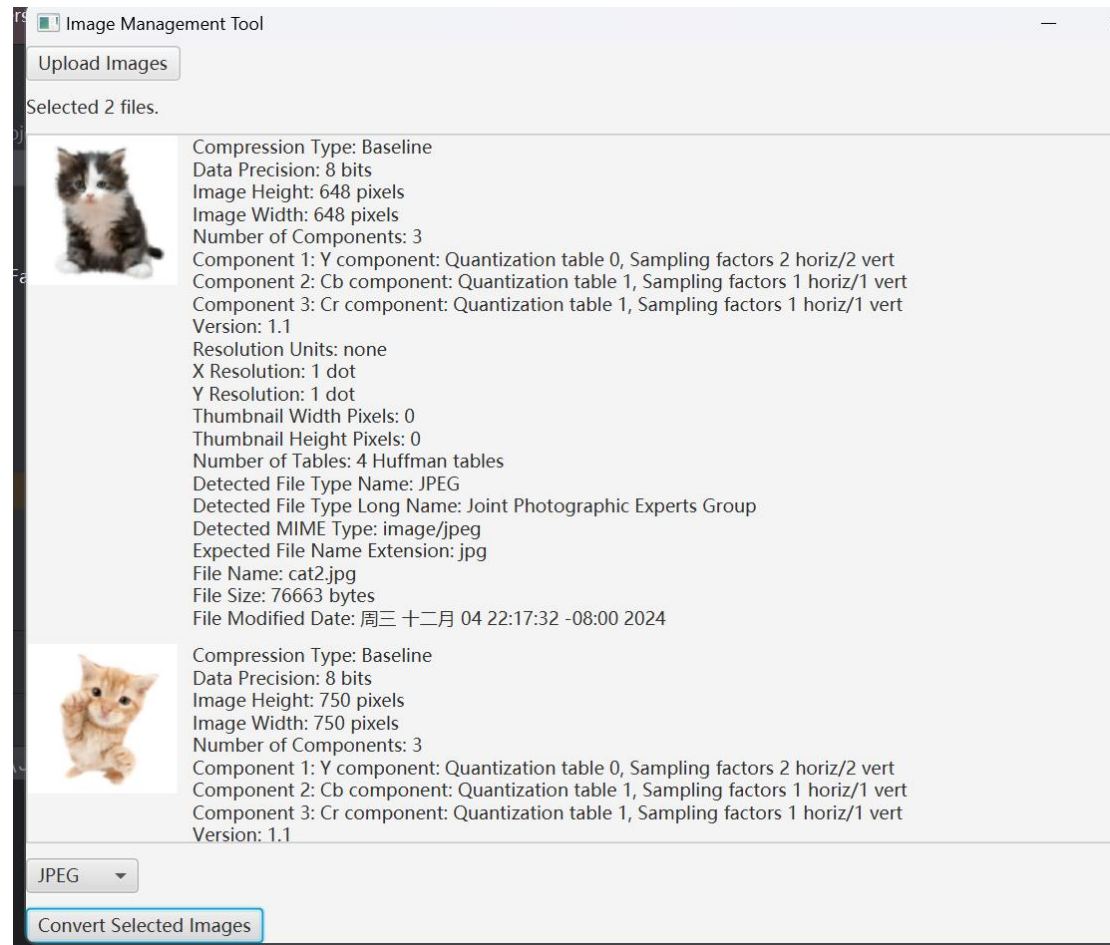 Image Management Tool
Upload Images
Selected 2 files.
Compression Type: Baseline
Data Precision: 8 bits
Image Height: 648 pixels
Image Width: 648 pixels
Number of Components: 3
Component 1: Y component: Quantization table 0, Sampling factors 2 horiz/2 vert
Component 2: Cb component: Quantization table 1, Sampling factors 1 horiz/1 vert
Component 3: Cr component: Quantization table 1, Sampling factors 1 horiz/1 vert
Version: 1.1
Resolution Units: none
X Resolution: 1 dot
Y Resolution: 1 dot
Thumbnail Width Pixels: 0
Thumbnail Height Pixels: 0
Number of Tables: 4 Huffman tables
Detected File Type Name: JPEG
Detected File Type Long Name: Joint Photographic Experts Group
Detected MIME Type: image/jpeg
Expected File Name Extension: jpg
File Name: cat2.jpg
File Size: 76663 bytes
File Modified Date: 周三 十二月 04 22:17:32 -08:00 2024
Compression Type: Baseline
Data Precision: 8 bits
Image Height: 750 pixels
Image Width: 750 pixels
Number of Components: 3
Component 1: Y component: Quantization table 0, Sampling factors 2 horiz/2 vert
Component 2: Cb component: Quantization table 1, Sampling factors 1 horiz/1 vert
Component 3: Cr component: Quantization table 1, Sampling factors 1 horiz/1 vert
Version: 1.1
JPEG
Convert Selected Images